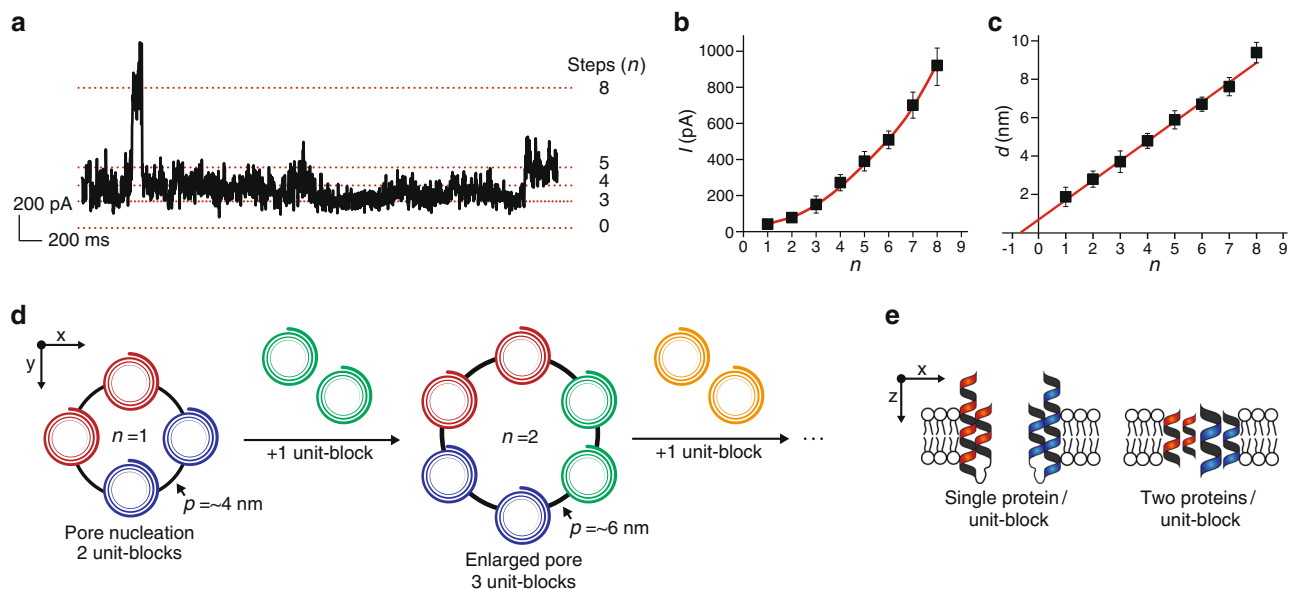 a
Steps (n)
8
5
4
3
0
200 pA
200 ms
b
I (pA)
1000
800
600
400
200
0
0 1 2 3 4 5 6 7 8 9
n
c
d (nm)
10
8
6
4
2
-1 0 1 2 3 4 5 6 7 8 9
n
d
x
y
n=1
p=~4 nm
Pore nucleation
2 unit-blocks
+1 unit-block
n=2
p=~6 nm
Enlarged pore
3 unit-blocks
+1 unit-block
...
e
x
z
Single protein/
unit-block
Two proteins/
unit-block